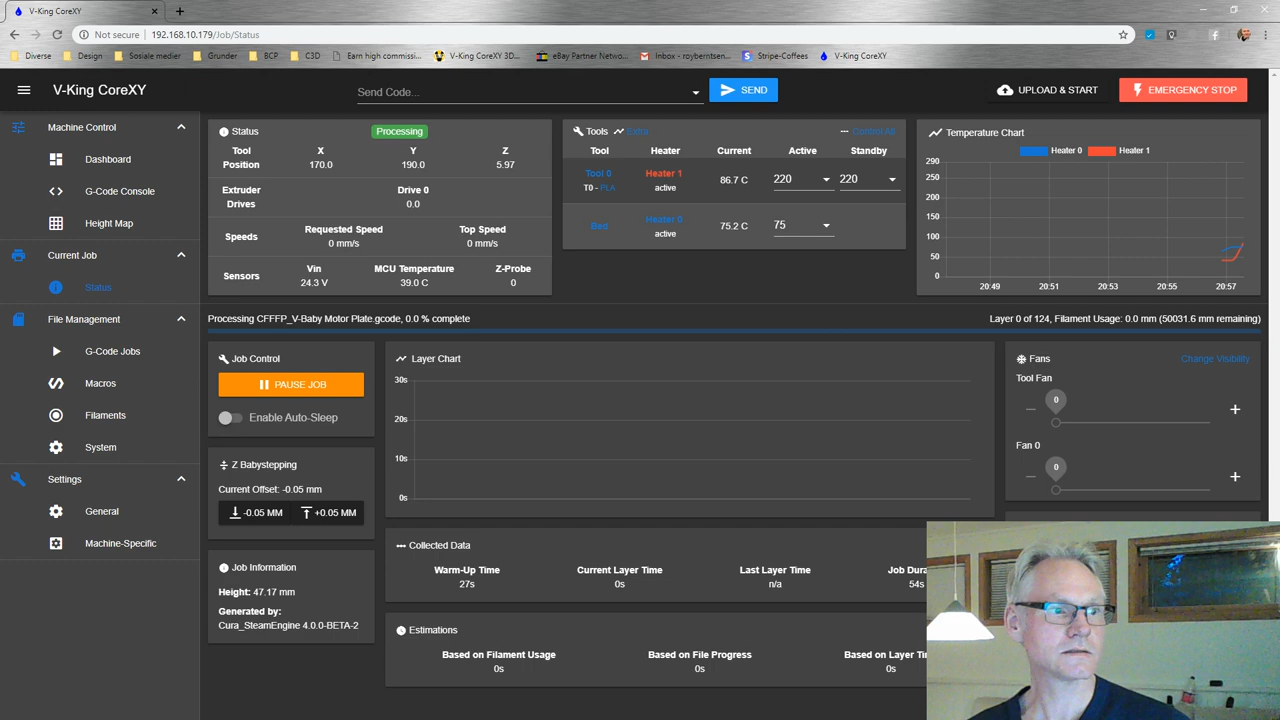 V-King CoreXY
Not secure | 192.168.10.179/Job/Status
Diverse Design Sosiale medier Grunder BCP C3D Earn high commissi... V-King CoreXY 3D... eBay Partner Netwo... Inbox - royberntsen... Stripe-Coffees V-King CoreXY
V-King CoreXY Send Code... SEND UPLOAD & START EMERGENCY STOP
Machine Control
Dashboard
G-Code Console
Height Map
Current Job
Status
File Management
G-Code Jobs
Macros
Filaments
System
Settings
General
Machine-Specific
Status Processing
Tool X Y Z
Position 170.0 190.0 5.97
Extruder Drive 0
Drives 0.0
Speeds Requested Speed Top Speed
0 mm/s 0 mm/s
Sensors Vin MCU Temperature Z-Probe
24.3 V 39.0 C 0
Tools Extra Control All
Tool Heater Current Active Standby
Tool 0 Heater 1 86.7 C 220 220
T0 - PLA active
Bed Heater 0 75.2 C 75
active
Temperature Chart
Heater 0 Heater 1
290
250
200
150
100
50
0
20:49 20:51 20:53 20:55 20:57
Processing CFFFP_V-Baby Motor Plate.gcode, 0.0 % complete Layer 0 of 124, Filament Usage: 0.0 mm (50031.6 mm remaining)
Job Control
PAUSE JOB
Enable Auto-Sleep
Z Babystepping
Current Offset: -0.05 mm
-0.05 MM +0.05 MM
Job Information
Height: 47.17 mm
Generated by:
Cura_SteamEngine 4.0.0-BETA-2
Layer Chart
30s
20s
10s
0s
Collected Data
Warm-Up Time Current Layer Time Last Layer Time Job Dura
27s 0s n/a 54s
Estimations
Based on Filament Usage Based on File Progress Based on Layer Ti
0s 0s 0s
Fans Change Visibility
Tool Fan
0
Fan 0
0